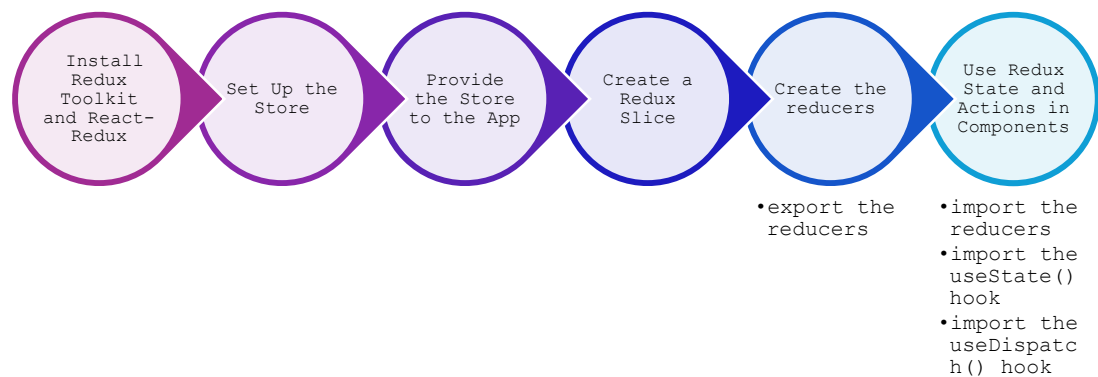 Install
Redux
Toolkit
and React-
Redux
Set Up the
Store
Provide
the Store
to the App
Create a
Redux
Slice
Create the
reducers
Use Redux
State and
Actions in
Components
•export the
reducers
•import the
reducers
•import the
useState()
hook
•import the
useDispatc
h() hook